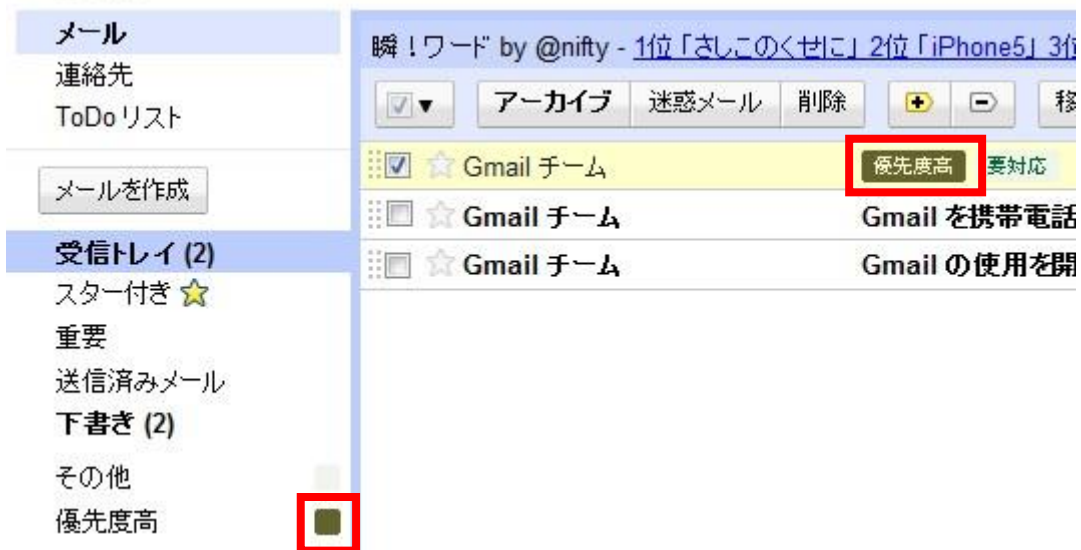 メール
連絡先
ToDo リスト
メールを作成
受信トレイ (2)
スター付き
重要
送信済みメール
下書き (2)
その他
優先度高
瞬！ワード by @nifty - 1位「さしこのくせに」 2位「iPhone5」 3位
アーカイブ 迷惑メール 削除 移
Gmail チーム 優先度高 要対応
Gmail チーム Gmail を携帯電話
Gmail チーム Gmail の使用を開